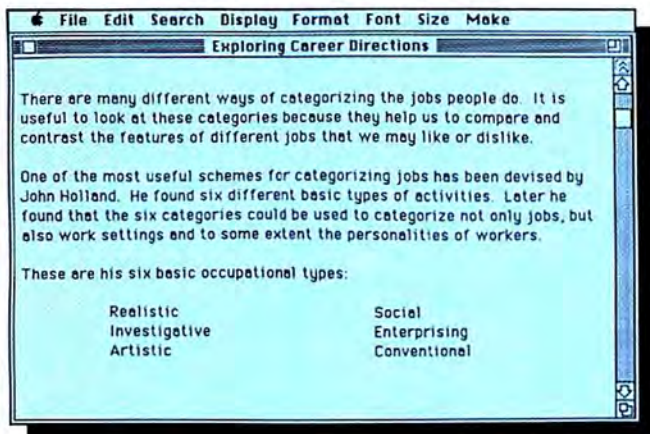 File Edit Search Display Format Font Size Make
Exploring Career Directions
There are many different ways of categorizing the jobs people do. It is
useful to look at these categories because they help us to compare and
contrast the features of different jobs that we may like or dislike.
One of the most useful schemes for categorizing jobs has been devised by
John Holland. He found six different basic types of activities. Later he
found that the six categories could be used to categorize not only jobs, but
also work settings and to some extent the personalities of workers.
These are his six basic occupational types:
Realistic Social
Investigative Enterprising
Artistic Conventional